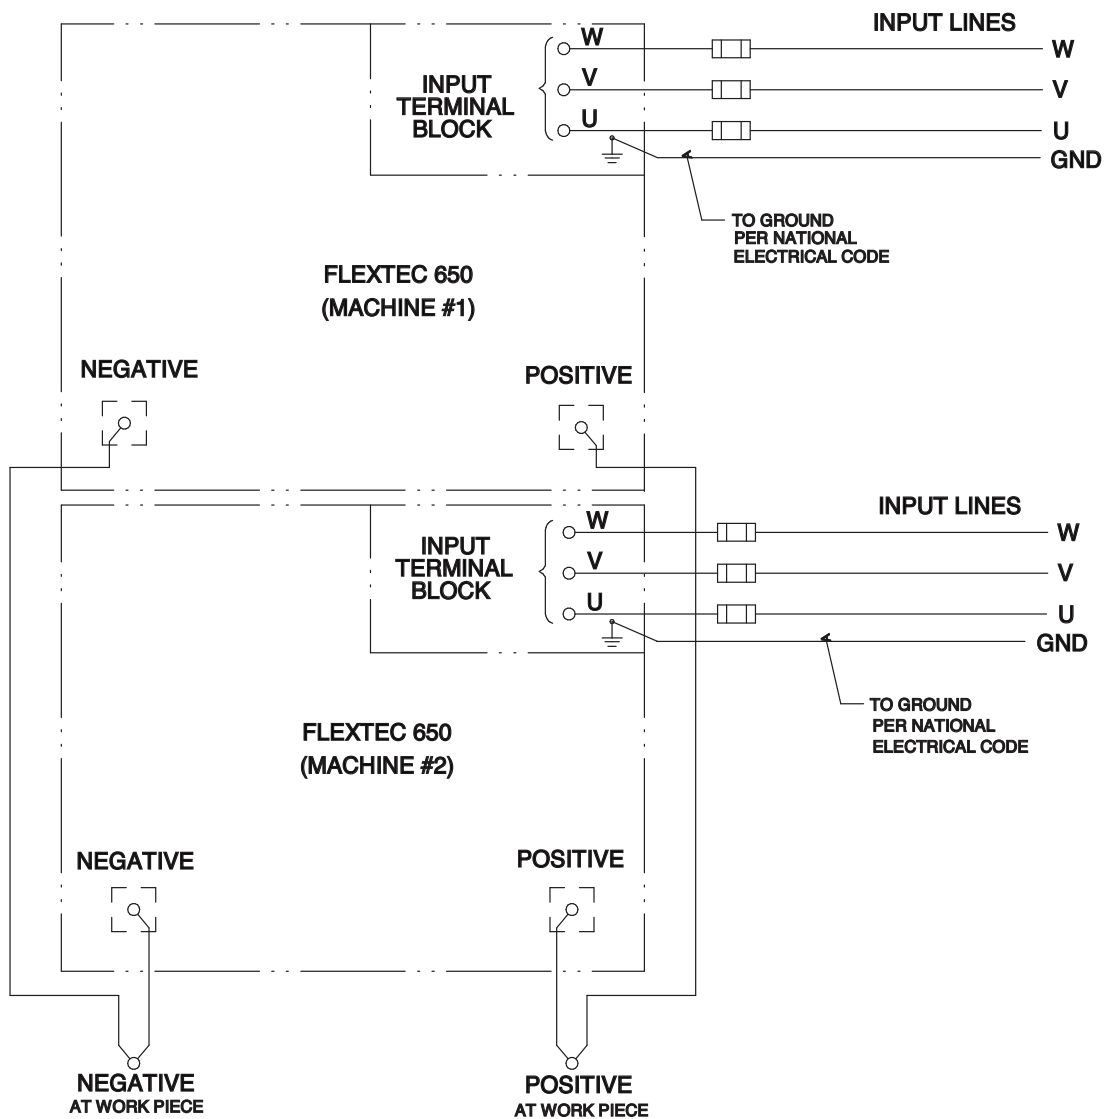 INPUT LINES
W
W
INPUT
TERMINAL
BLOCK
V
V
U
U
GND
TO GROUND
PER NATIONAL
ELECTRICAL CODE
FLEXTEC 650
(MACHINE #1)
NEGATIVE
POSITIVE
INPUT LINES
W
W
INPUT
TERMINAL
BLOCK
V
V
U
U
GND
TO GROUND
PER NATIONAL
ELECTRICAL CODE
FLEXTEC 650
(MACHINE #2)
NEGATIVE
POSITIVE
NEGATIVE
AT WORK PIECE
POSITIVE
AT WORK PIECE